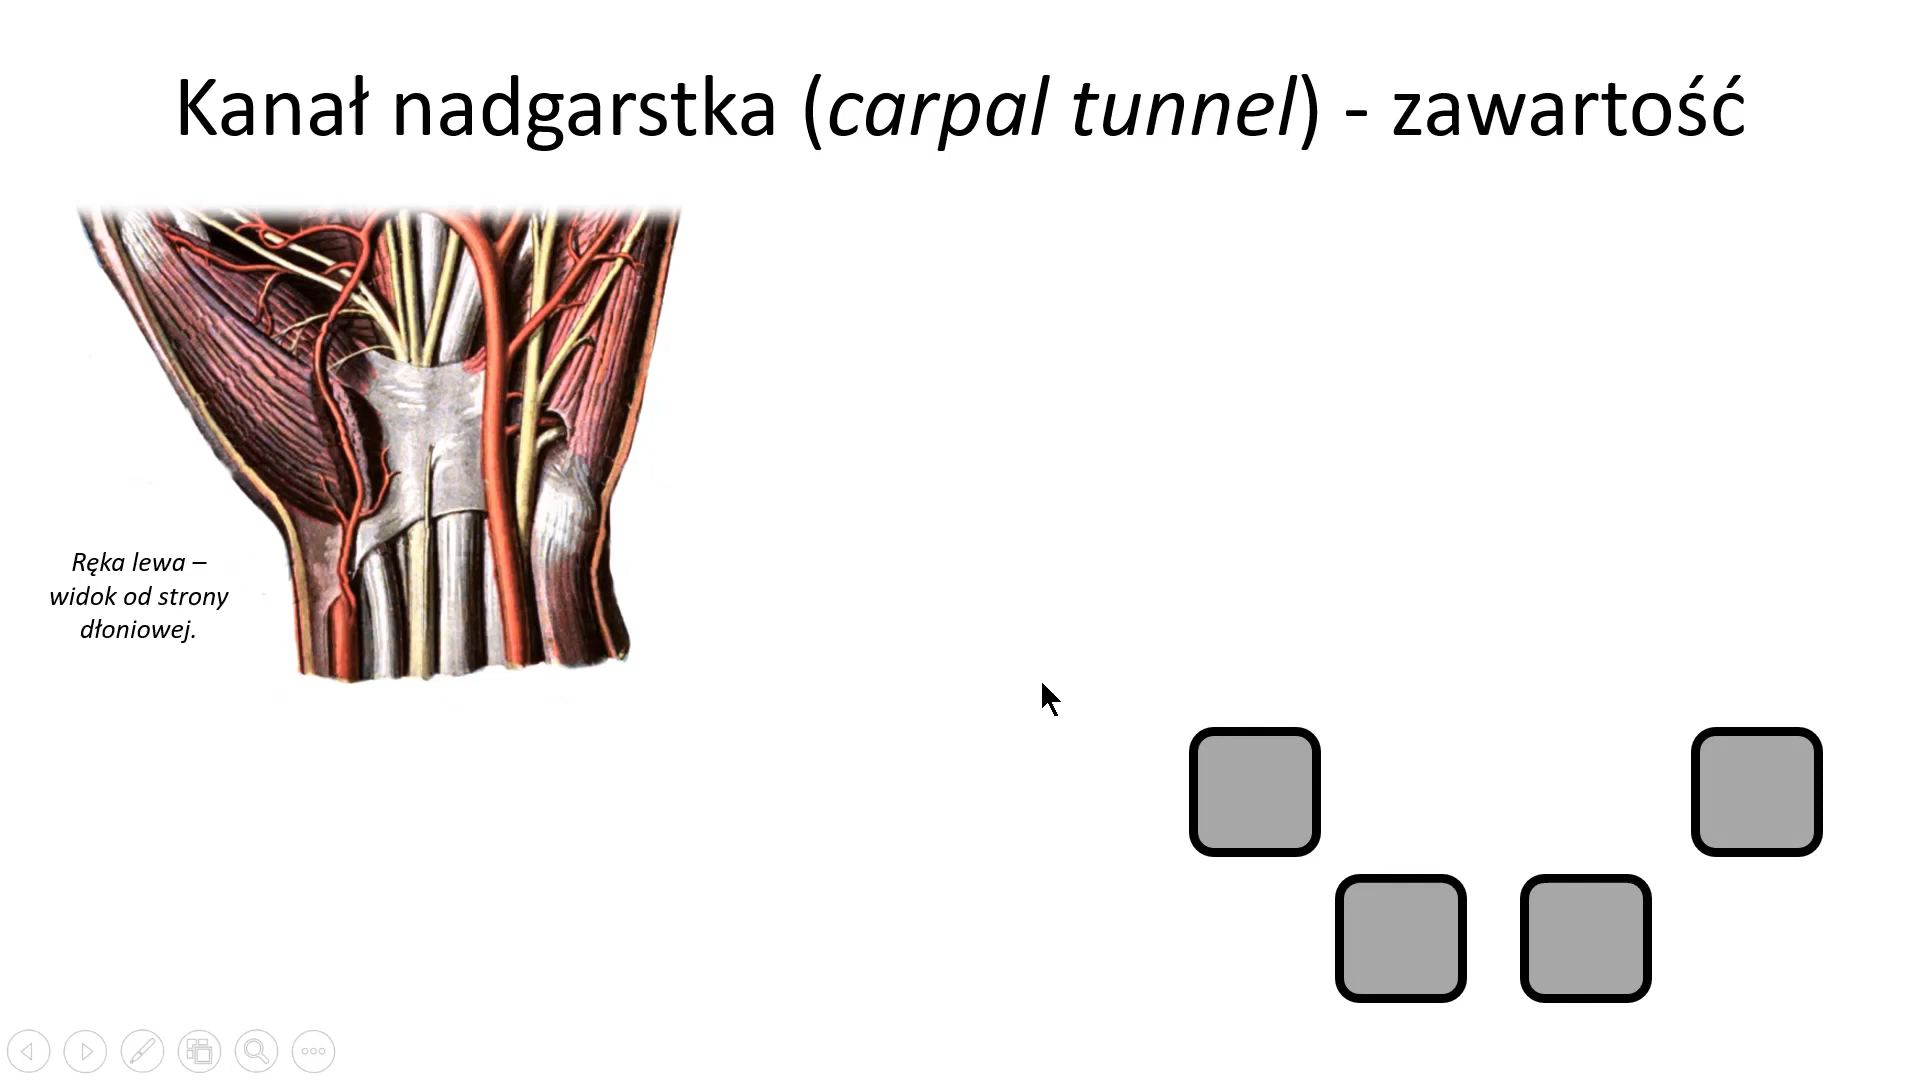 Kanał nadgarstka (carpal tunnel) - zawartość
Ręka lewa –
widok od strony
dłoniowej.